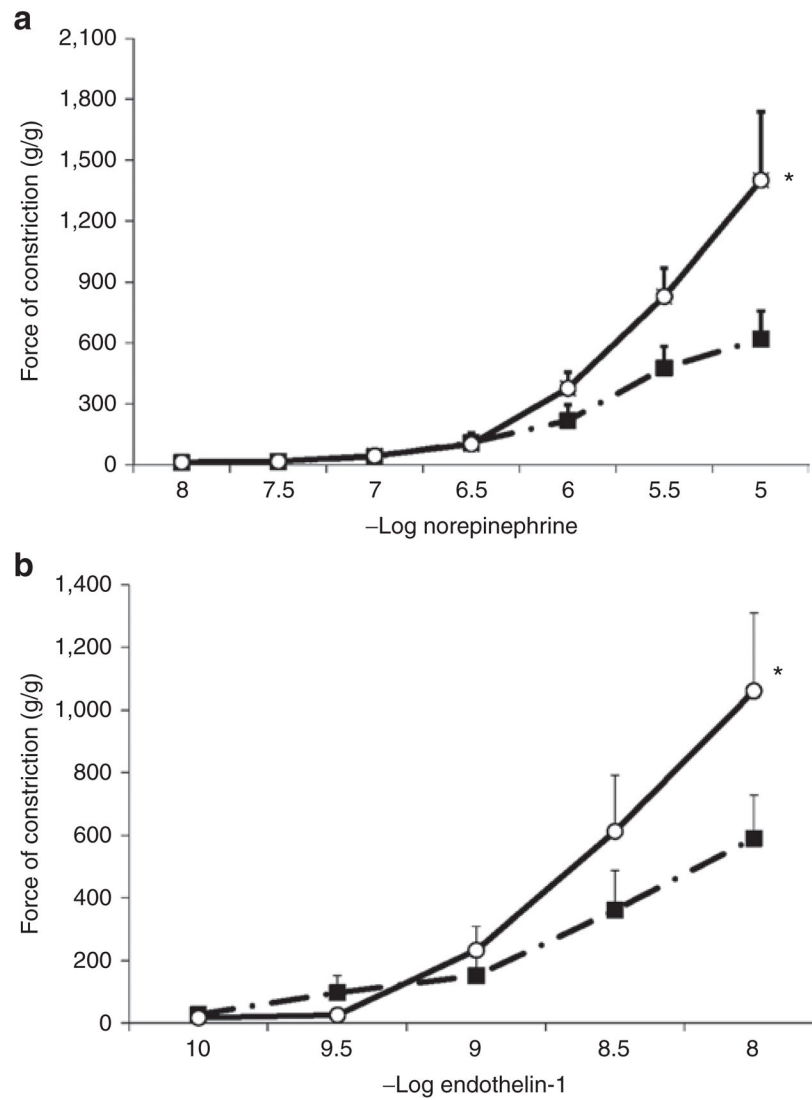 a
2,100
1,800
1,500
1,200
900
600
300
0
Force of constriction (g/g)
*
8 7.5 7 6.5 6 5.5 5
–Log norepinephrine
b
1,400
1,200
1,000
800
600
400
200
0
Force of constriction (g/g)
*
10 9.5 9 8.5 8
–Log endothelin-1